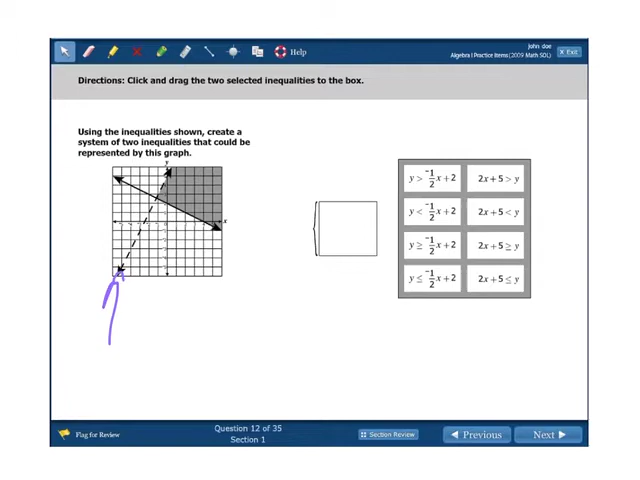 Help
John doe
Algebra I Practice Items (2009 Math SOL)
X Exit
Directions: Click and drag the two selected inequalities to the box.
Using the inequalities shown, create a
system of two inequalities that could be
represented by this graph.
y
x
y > -1/2 x + 2
2x + 5 > y
y < -1/2 x + 2
2x + 5 < y
y ≥ -1/2 x + 2
2x + 5 ≥ y
y ≤ -1/2 x + 2
2x + 5 ≤ y
Flag for Review
Question 12 of 35
Section 1
Section Review
Previous
Next